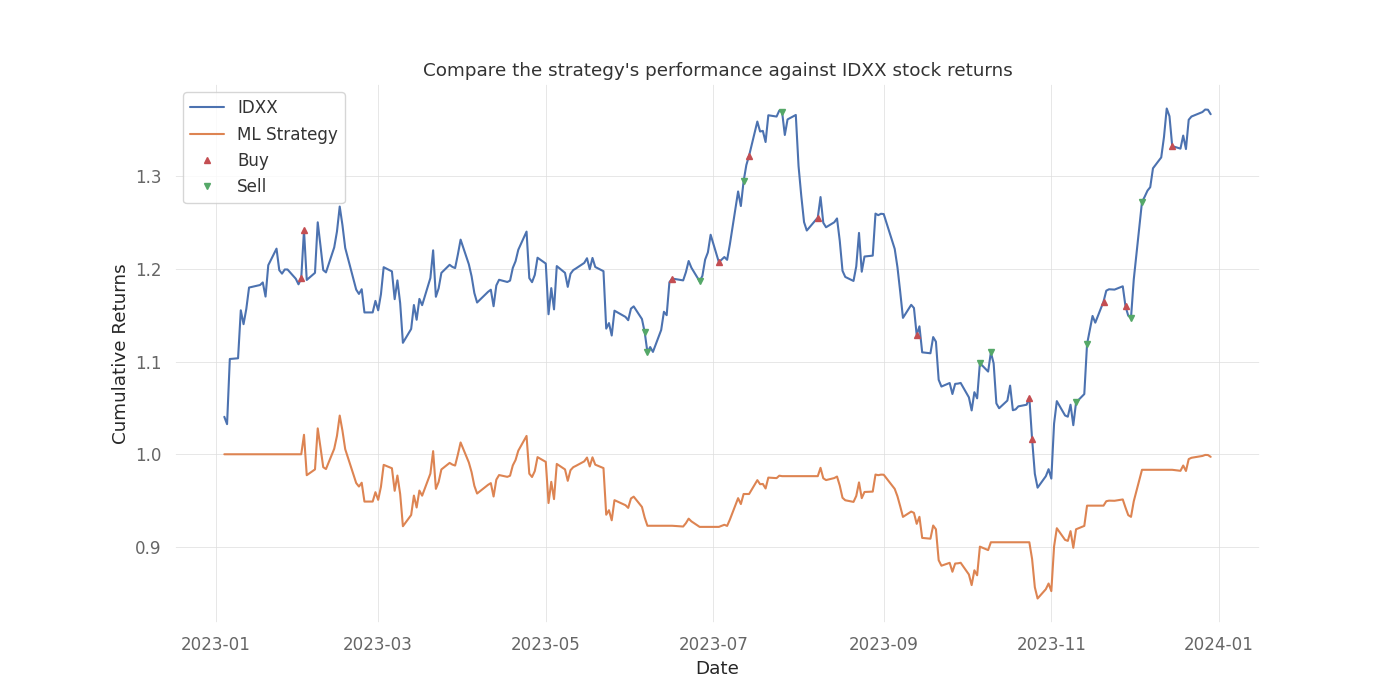 Compare the strategy's performance against IDXX stock returns
IDXX
ML Strategy
Buy
Sell
Cumulative Returns
1.3
1.2
1.1
1.0
0.9
2023-01
2023-03
2023-05
2023-07
2023-09
2023-11
2024-01
Date